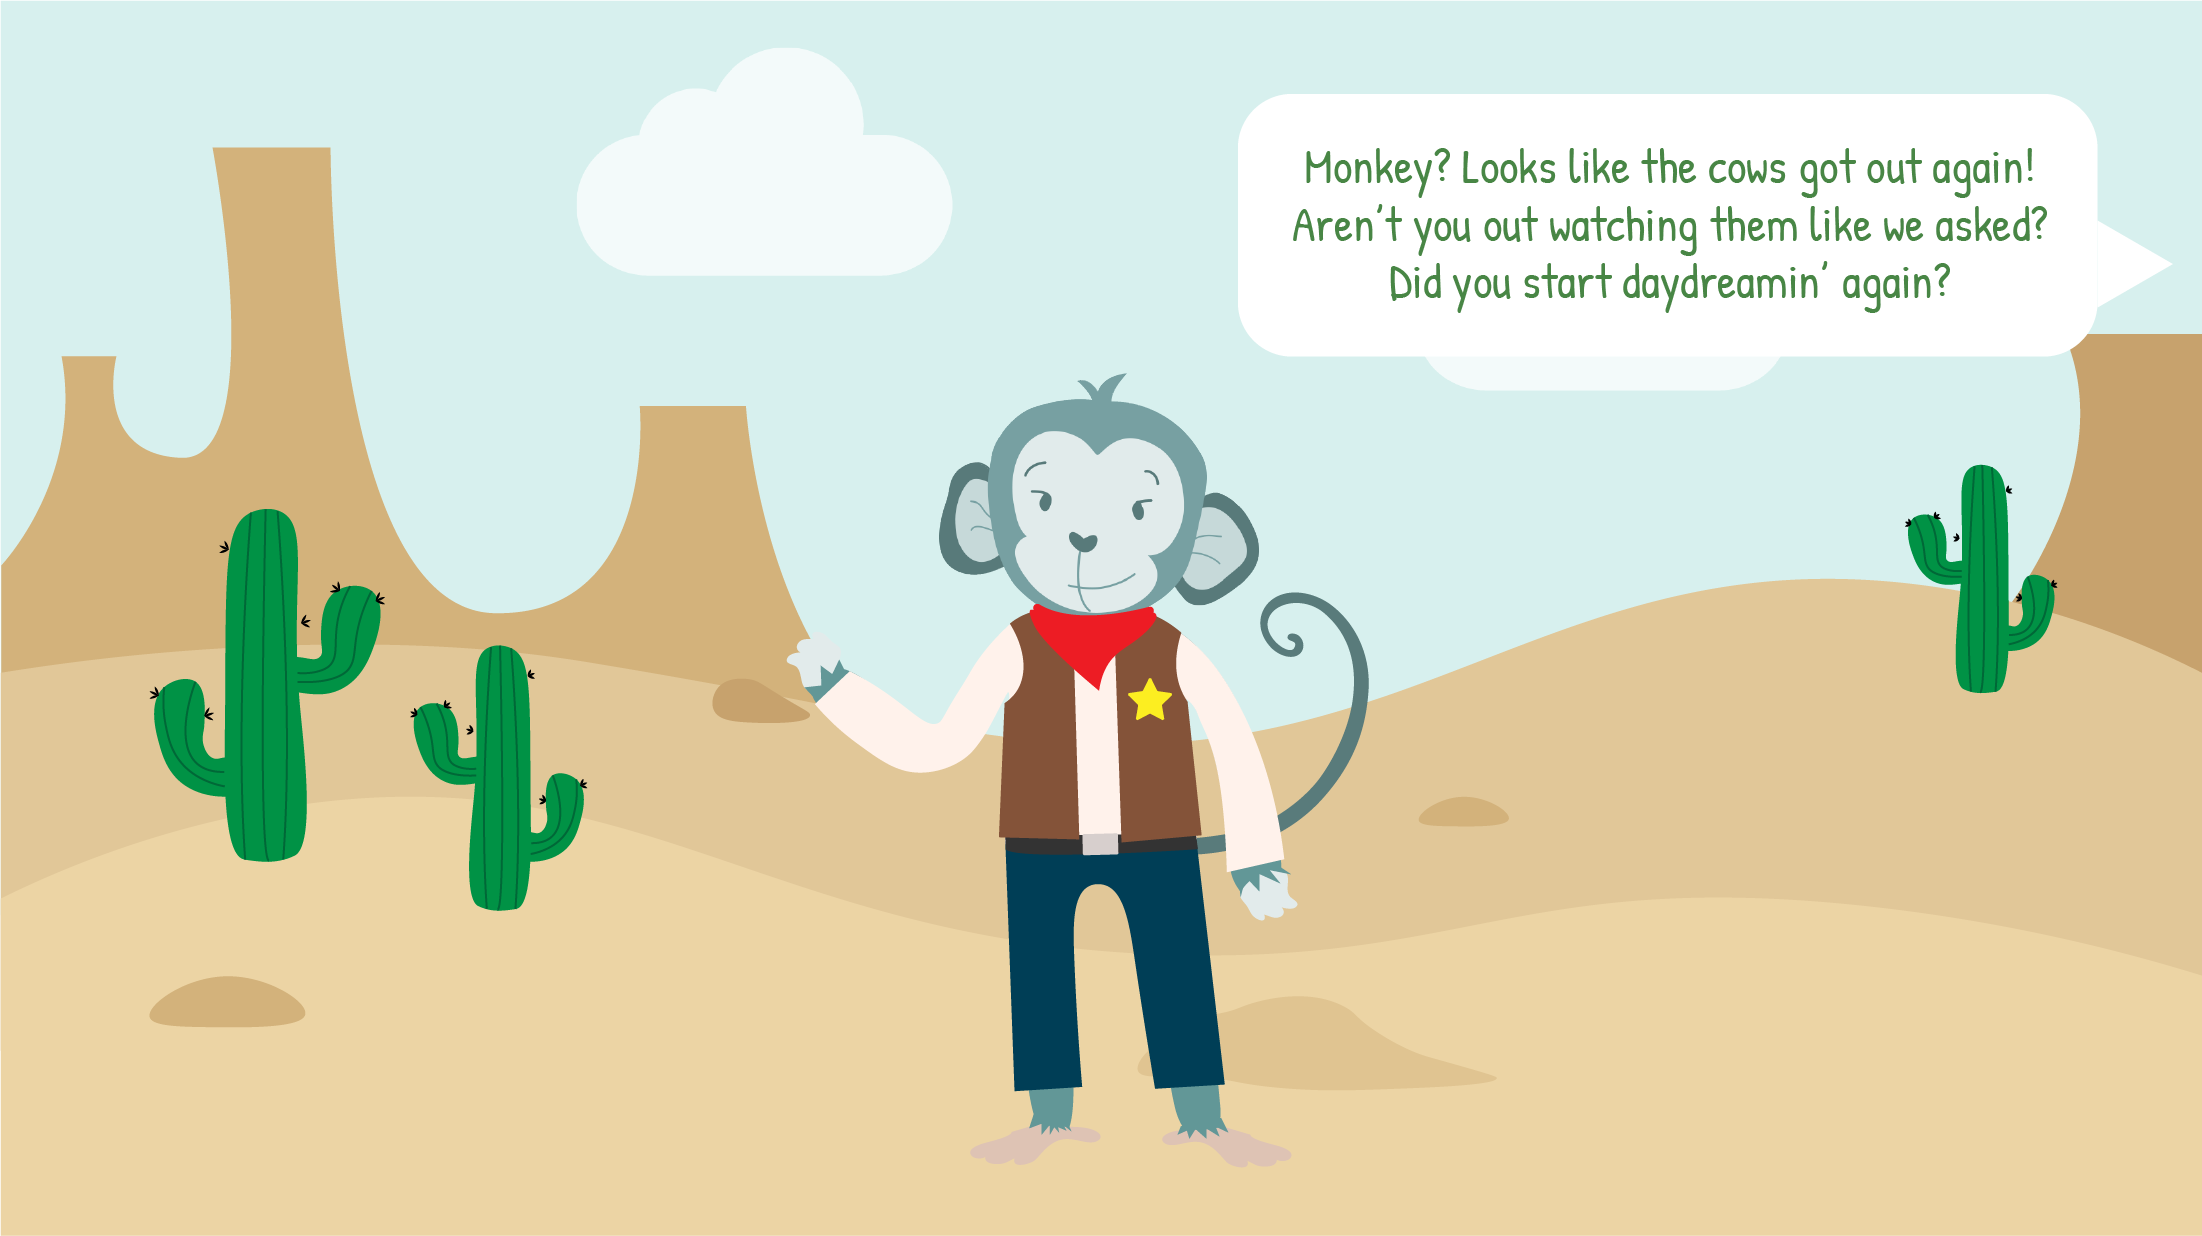 Monkey? Looks like the cows got out again!
Aren't you out watching them like we asked?
Did you start daydreamin' again?